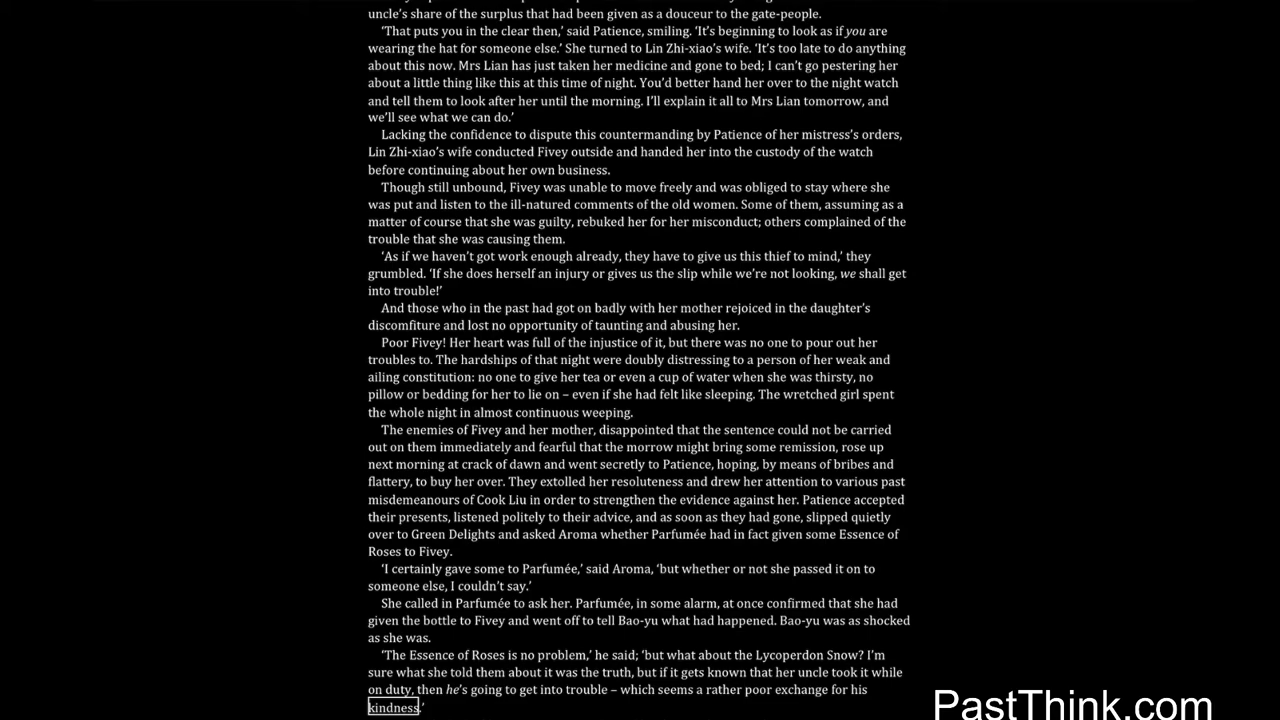 uncle's share of the surplus that had been given as a douceur to the gate-people.
‘That puts you in the clear then,’ said Patience, smiling. ‘It's beginning to look as if you are
wearing the hat for someone else.’ She turned to Lin Zhi-xiao's wife. ‘It's too late to do anything
about this now. Mrs Lian has just taken her medicine and gone to bed; I can't go pestering her
about a little thing like this at this time of night. You'd better hand her over to the night watch
and tell them to look after her until the morning. I'll explain it all to Mrs Lian tomorrow, and
we'll see what we can do.’
Lacking the confidence to dispute this countermanding by Patience of her mistress's orders,
Lin Zhi-xiao's wife conducted Fivey outside and handed her into the custody of the watch
before continuing about her own business.
Though still unbound, Fivey was unable to move freely and was obliged to stay where she
was put and listen to the ill-natured comments of the old women. Some of them, assuming as a
matter of course that she was guilty, rebuked her for her misconduct; others complained of the
trouble that she was causing them.
‘As if we haven't got work enough already, they have to give us this thief to mind,’ they
grumbled. ‘If she does herself an injury or gives us the slip while we're not looking, we shall get
into trouble!’
And those who in the past had got on badly with her mother rejoiced in the daughter's
discomfiture and lost no opportunity of taunting and abusing her.
Poor Fivey! Her heart was full of the injustice of it, but there was no one to pour out her
troubles to. The hardships of that night were doubly distressing to a person of her weak and
ailing constitution: no one to give her tea or even a cup of water when she was thirsty, no
pillow or bedding for her to lie on – even if she had felt like sleeping. The wretched girl spent
the whole night in almost continuous weeping.
The enemies of Fivey and her mother, disappointed that the sentence could not be carried
out on them immediately and fearful that the morrow might bring some remission, rose up
next morning at crack of dawn and went secretly to Patience, hoping, by means of bribes and
flattery, to buy her over. They extolled her resoluteness and drew her attention to various past
misdemeanours of Cook Liu in order to strengthen the evidence against her. Patience accepted
their presents, listened politely to their advice, and as soon as they had gone, slipped quietly
over to Green Delights and asked Aroma whether Parfumée had in fact given some Essence of
Roses to Fivey.
‘I certainly gave some to Parfumée,’ said Aroma, ‘but whether or not she passed it on to
someone else, I couldn't say.’
She called in Parfumée to ask her. Parfumée, in some alarm, at once confirmed that she had
given the bottle to Fivey and went off to tell Bao-yu what had happened. Bao-yu was as shocked
as she was.
‘The Essence of Roses is no problem,’ he said; ‘but what about the Lycoperdon Snow? I'm
sure what she told them about it was the truth, but if it gets known that her uncle took it while
on duty, then he's going to get into trouble – which seems a rather poor exchange for his
kindness.’
PastThink.com